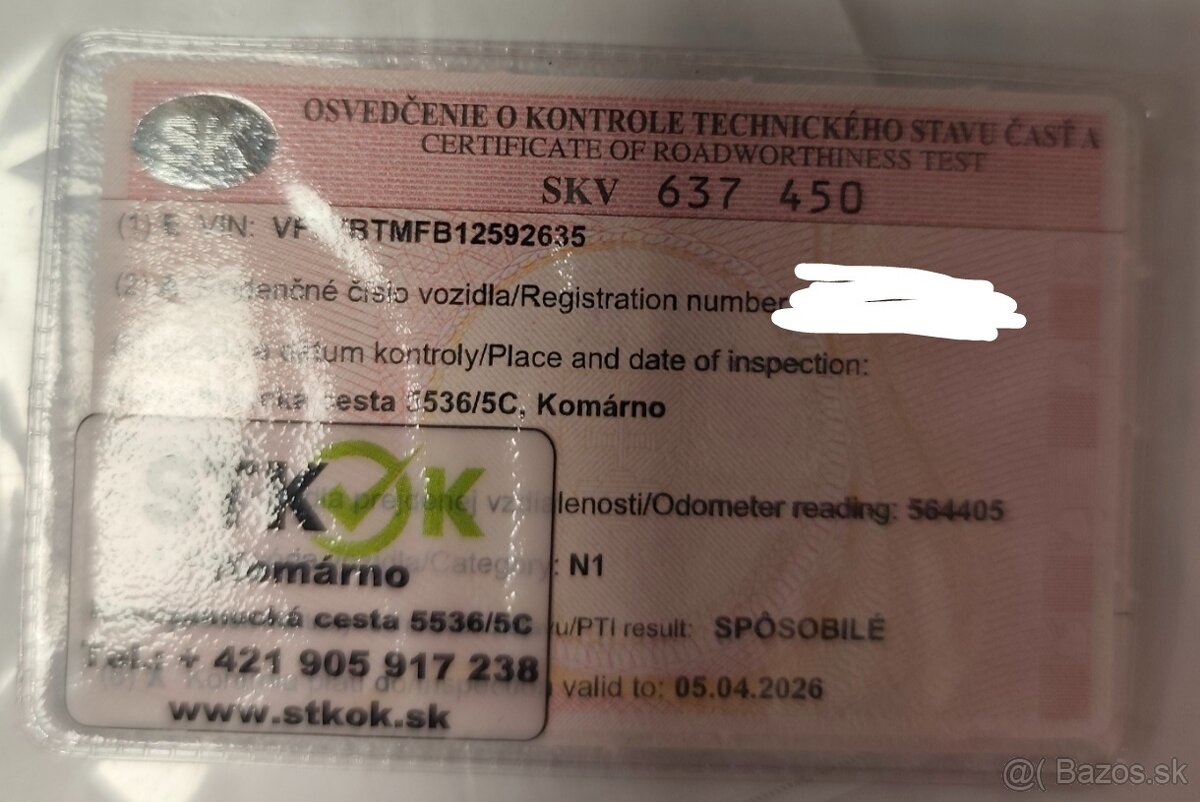 SK
OSVEDČENIE O KONTROLE TECHNICKÉHO STAVU ČASŤ A
CERTIFICATE OF ROADWORTHINESS TEST
SKV 637 450
(1) E VIN: VF BTMFB12592635
(2) A číslo vozidla/Registration number
dátum kontroly/Place and date of inspection:
cesta 5536/5C, Komárno
STK OK
prejdenej vzdialenosti/Odometer reading: 564405
/Category: N1
Komárno
cesta 5536/5C
/PTI result: SPÔSOBILÉ
Tel.: + 421 905 917 238
valid to: 05.04.2026
www.stkok.sk
@( Bazos.sk